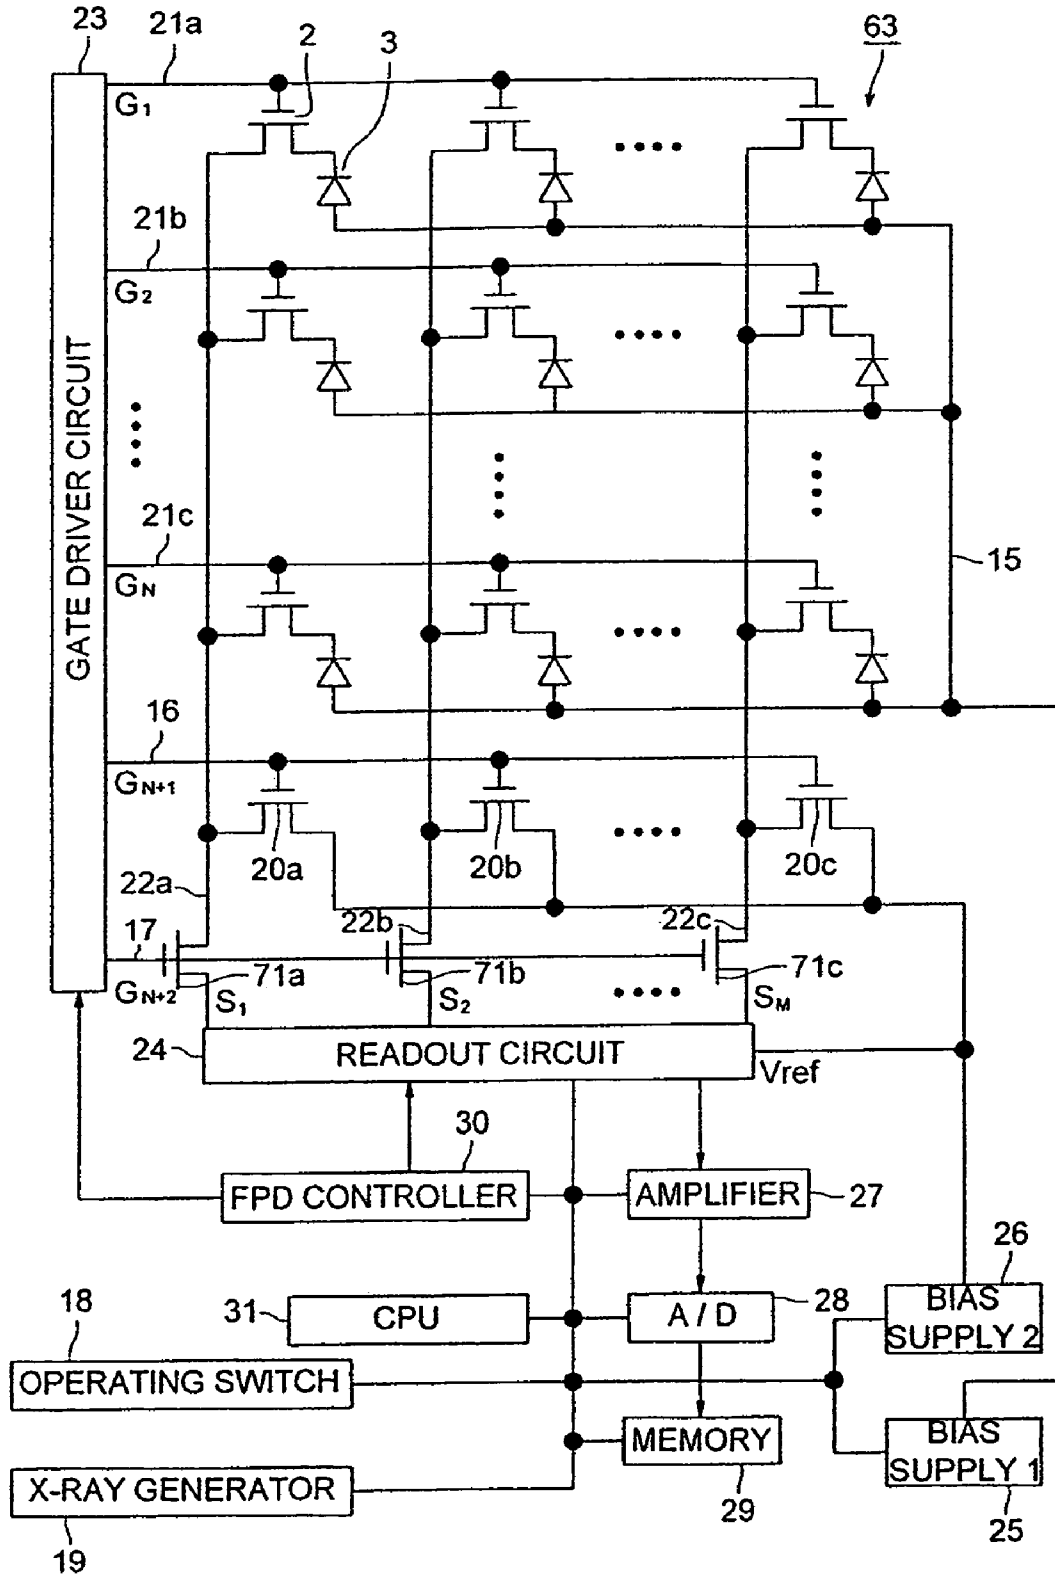 23
21a
2
3
63
G1
21b
G2
GATE DRIVER CIRCUIT
21c
GN
15
16
GN+1
20a
20b
20c
22a
22b
22c
17
GN+2
71a
71b
71c
S1
S2
SM
24
READOUT CIRCUIT
Vref
30
FPD CONTROLLER
AMPLIFIER
27
26
18
31
CPU
A / D
28
BIAS
SUPPLY 2
OPERATING SWITCH
MEMORY
BIAS
SUPPLY 1
X-RAY GENERATOR
29
25
19